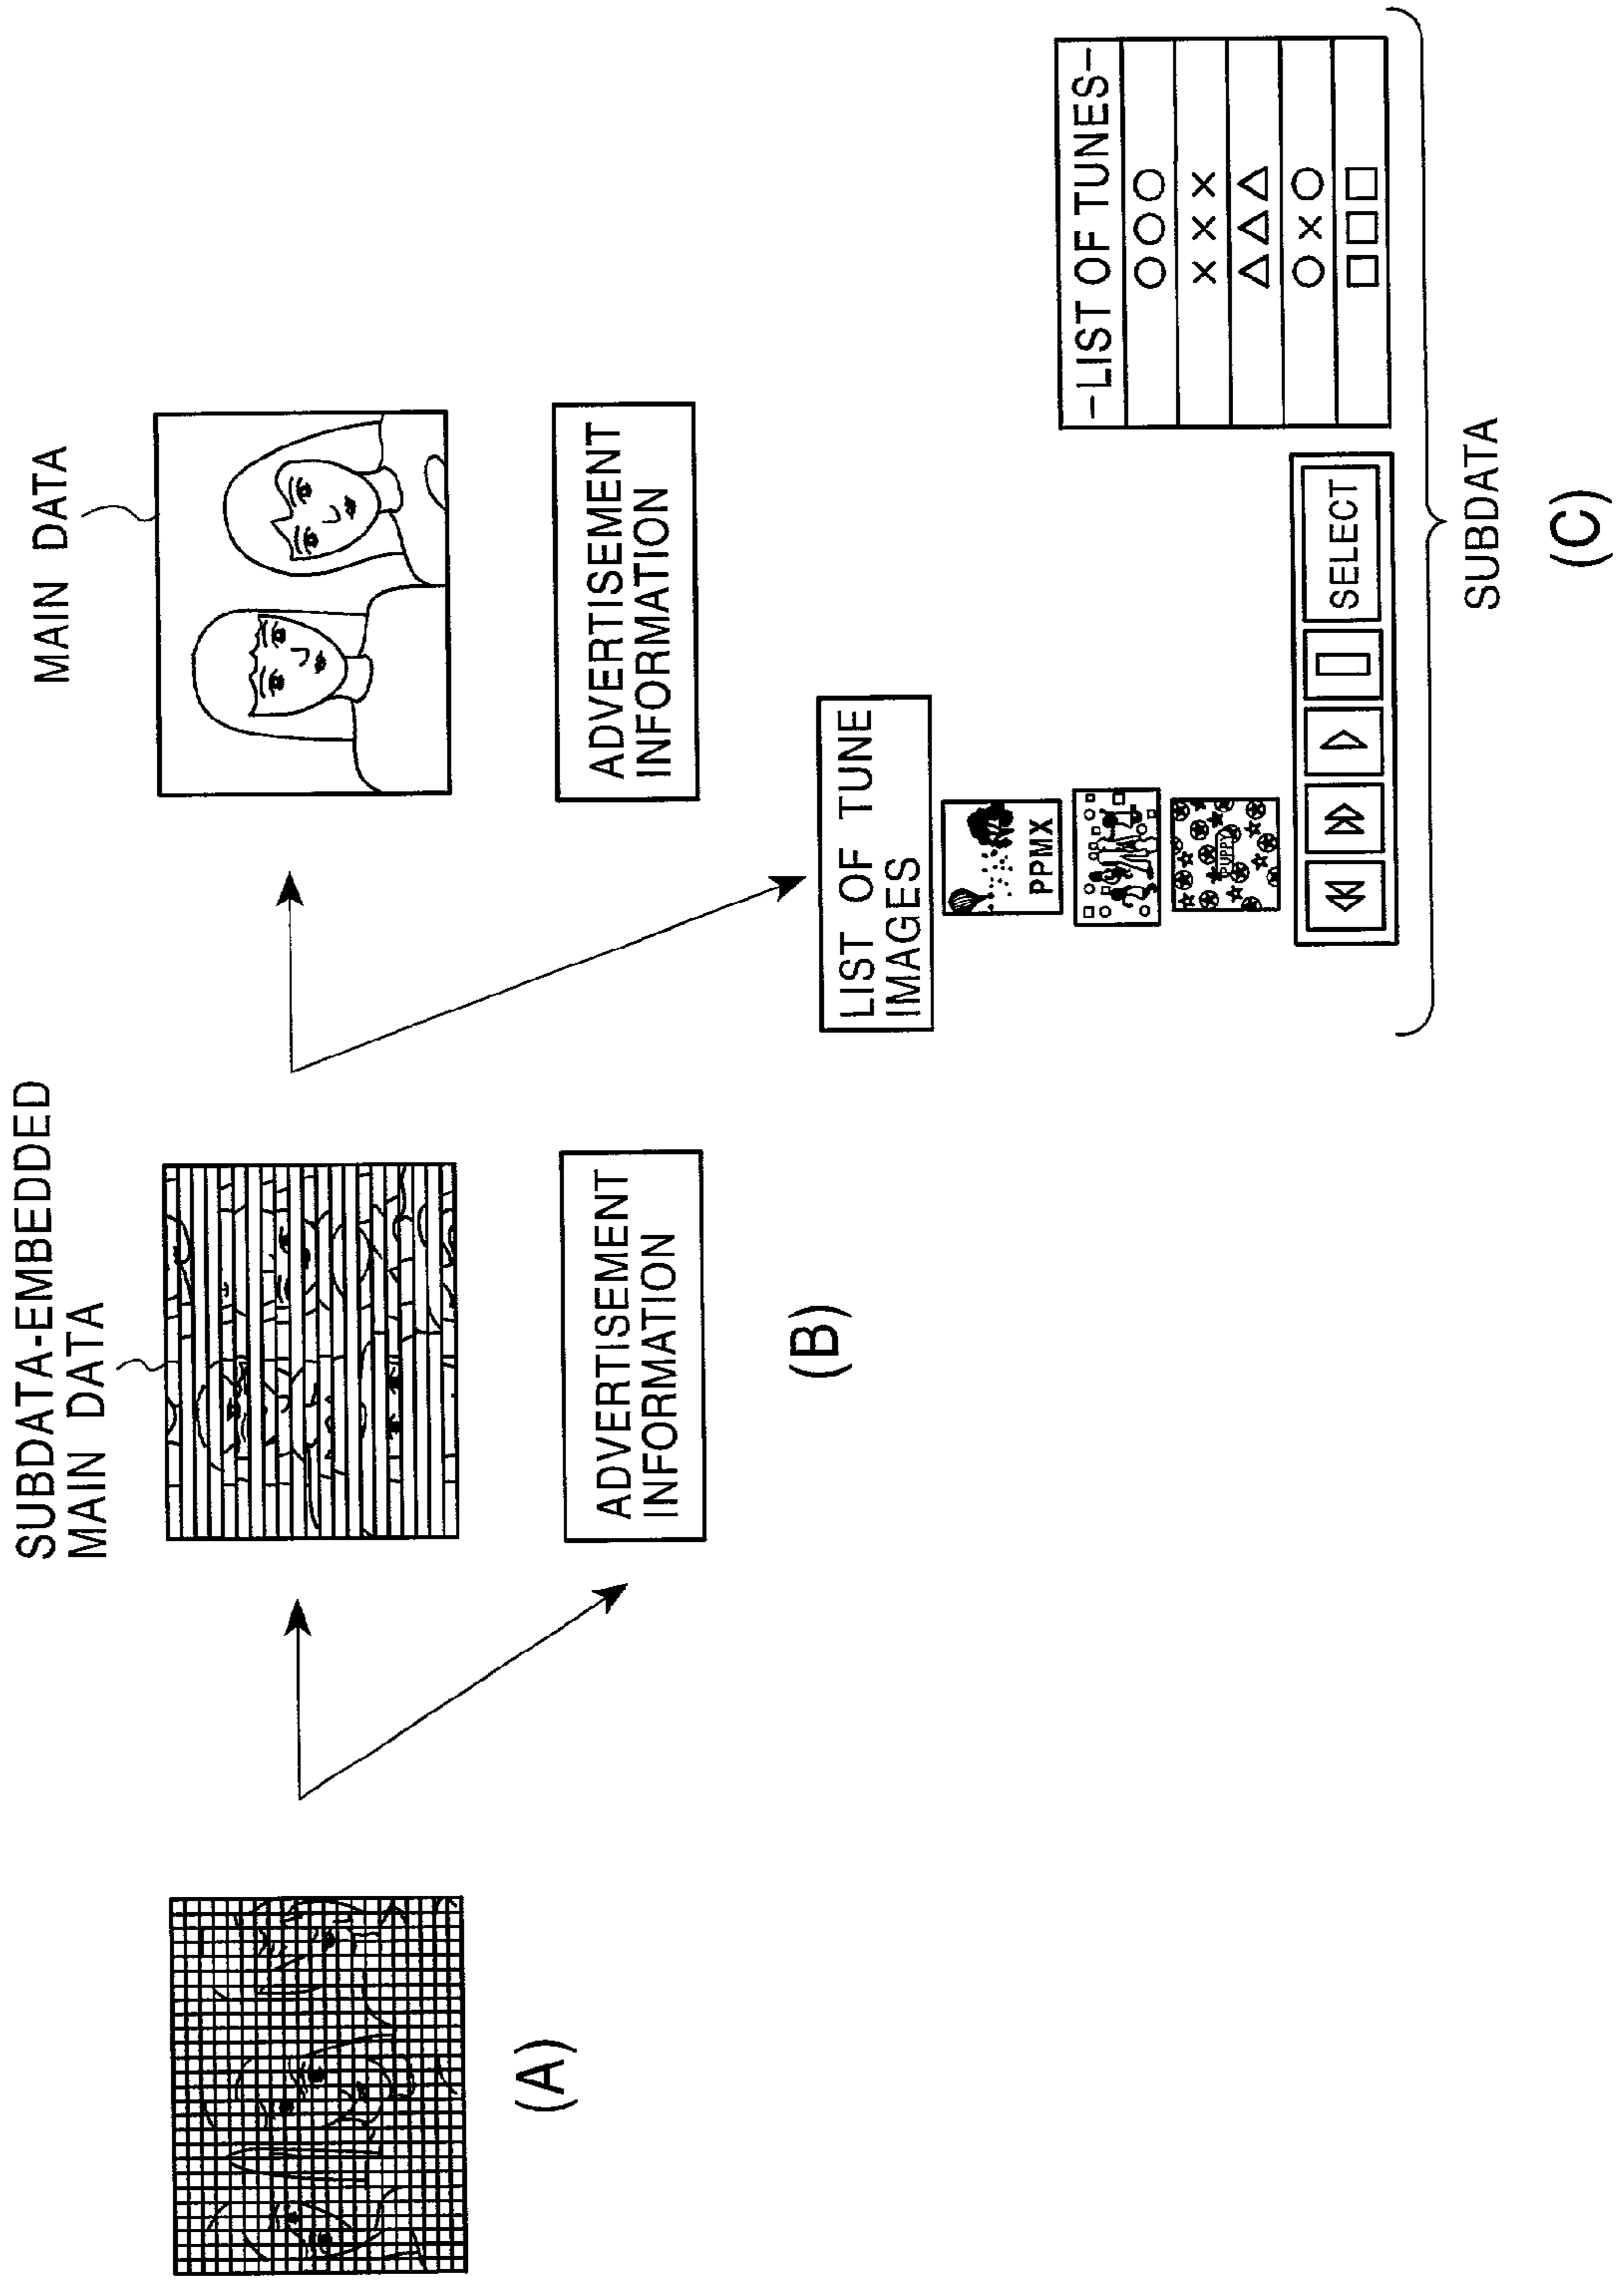 (A)
SUBDATA-EMBEDDED
MAIN DATA
ADVERTISEMENT
INFORMATION
(B)
MAIN DATA
ADVERTISEMENT
INFORMATION
LIST OF TUNE
IMAGES
PPMX
PUPPY
SELECT
-LIST OF TUNES-
○○○
×××
△△△
○×○
□□□
SUBDATA
(C)